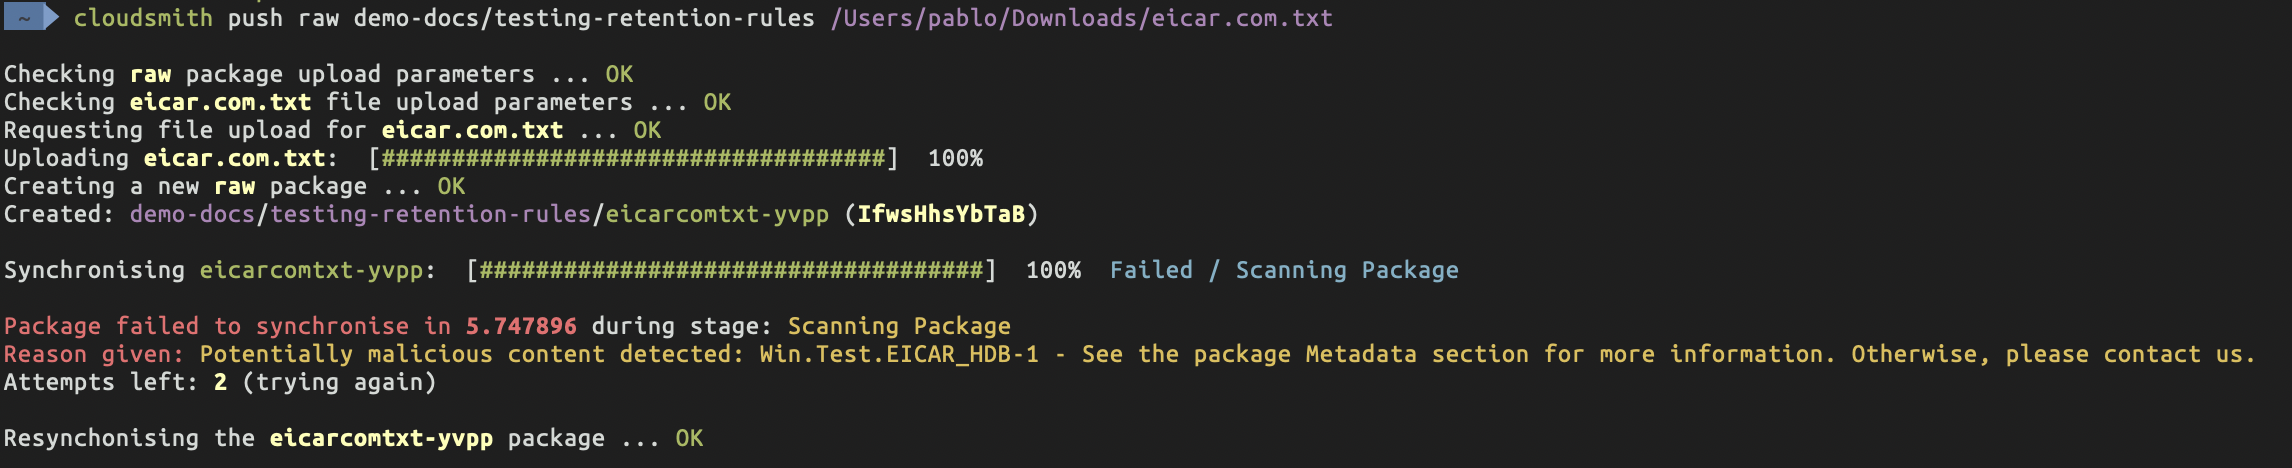 ~ cloudsmith push raw demo-docs/testing-retention-rules /Users/pablo/Downloads/eicar.com.txt
Checking raw package upload parameters ... OK
Checking eicar.com.txt file upload parameters ... OK
Requesting file upload for eicar.com.txt ... OK
Uploading eicar.com.txt:  [####################################]  100%
Creating a new raw package ... OK
Created: demo-docs/testing-retention-rules/eicarcomtxt-yvpp (IfwsHhsYbTaB)
Synchronising eicarcomtxt-yvpp:  [####################################]  100%  Failed / Scanning Package
Package failed to synchronise in 5.747896 during stage: Scanning Package
Reason given: Potentially malicious content detected: Win.Test.EICAR_HDB-1 - See the package Metadata section for more information. Otherwise, please contact us.
Attempts left: 2 (trying again)
Resynchonising the eicarcomtxt-yvpp package ... OK